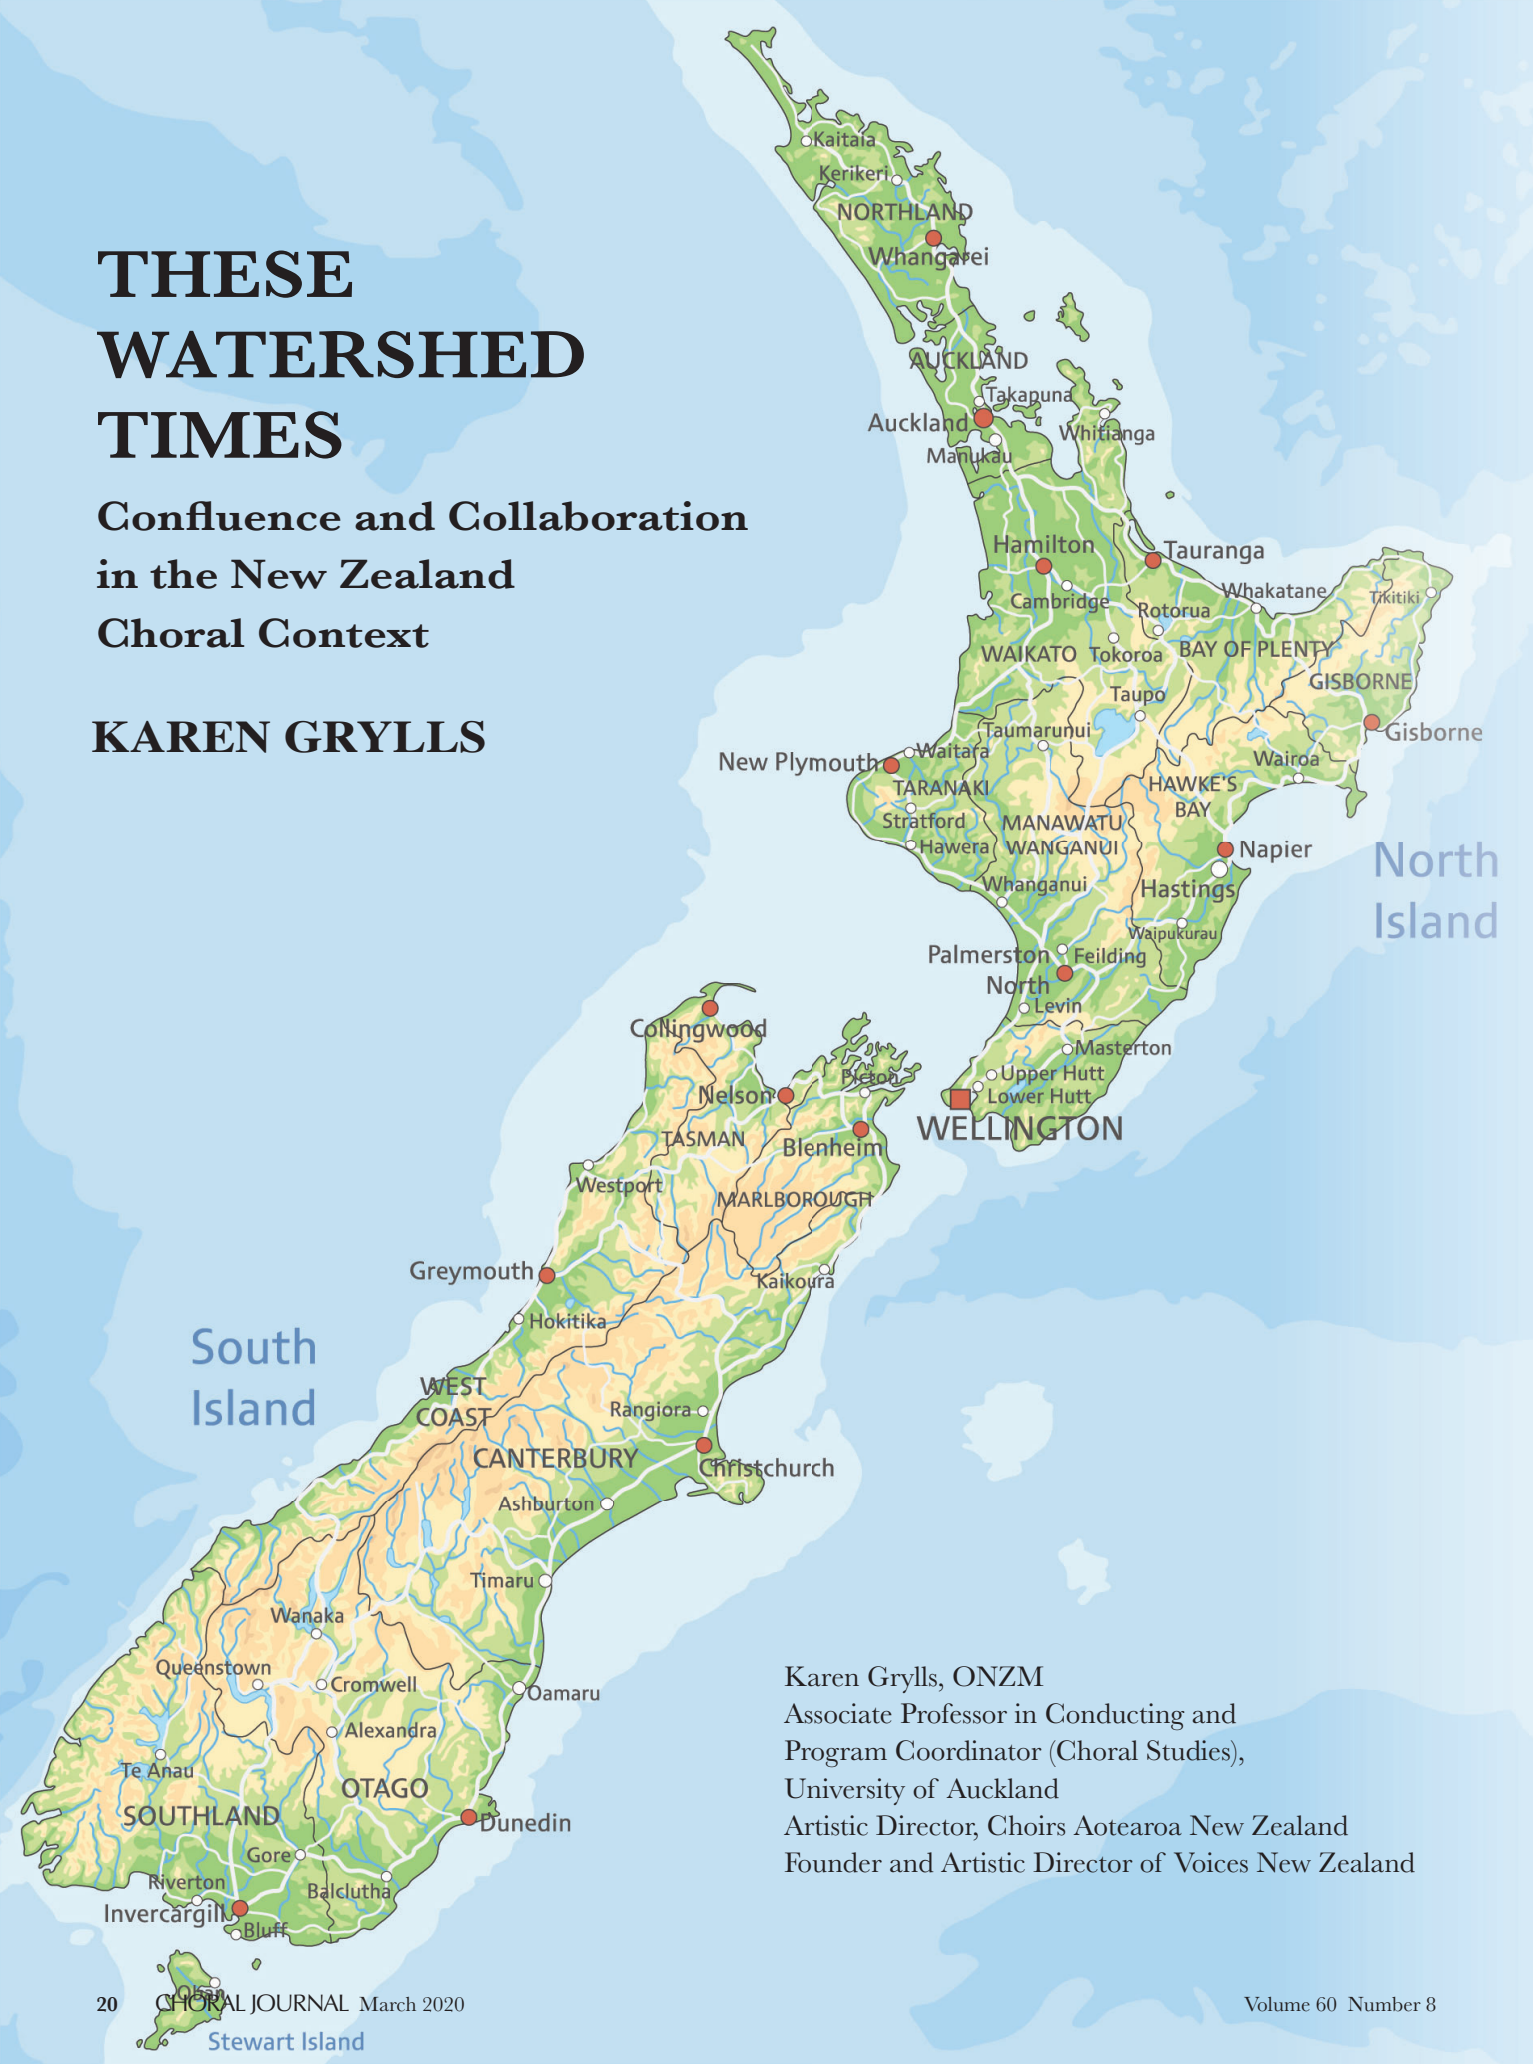 THESE
WATERSHED
TIMES
Confluence and Collaboration
in the New Zealand
Choral Context
KAREN GRYLLS
Kaitaia
Kerikeri
NORTHLAND
Whangarei
AUCKLAND
Takapuna
Auckland
Whitianga
Manukau
Hamilton
Tauranga
Cambridge
Whakatane
Tikitiki
Rotorua
WAIKATO
Tokoroa
BAY OF PLENTY
GISBORNE
Taupo
Taumarunui
Gisborne
New Plymouth
Waitara
Wairoa
TARANAKI
HAWKE'S
BAY
Stratford
MANAWATU
WANGANUI
Hawera
Napier
North
Island
Whanganui
Hastings
Waipukurau
Palmerston
North
Feilding
Levin
Collingwood
Masterton
Upper Hutt
Lower Hutt
WELLINGTON
Picton
Nelson
TASMAN
Blenheim
Westport
MARLBOROUGH
Greymouth
Kaikoura
Hokitika
South
Island
WEST
COAST
Rangiora
CANTERBURY
Christchurch
Ashburton
Timaru
Wanaka
Queenstown
Cromwell
Oamaru
Alexandra
Te Anau
OTAGO
SOUTHLAND
Dunedin
Gore
Riverton
Balclutha
Invercargill
Bluff
Oban
Stewart Island
Karen Grylls, ONZM
Associate Professor in Conducting and
Program Coordinator (Choral Studies),
University of Auckland
Artistic Director, Choirs Aotearoa New Zealand
Founder and Artistic Director of Voices New Zealand
20 CHORAL JOURNAL March 2020
Volume 60 Number 8